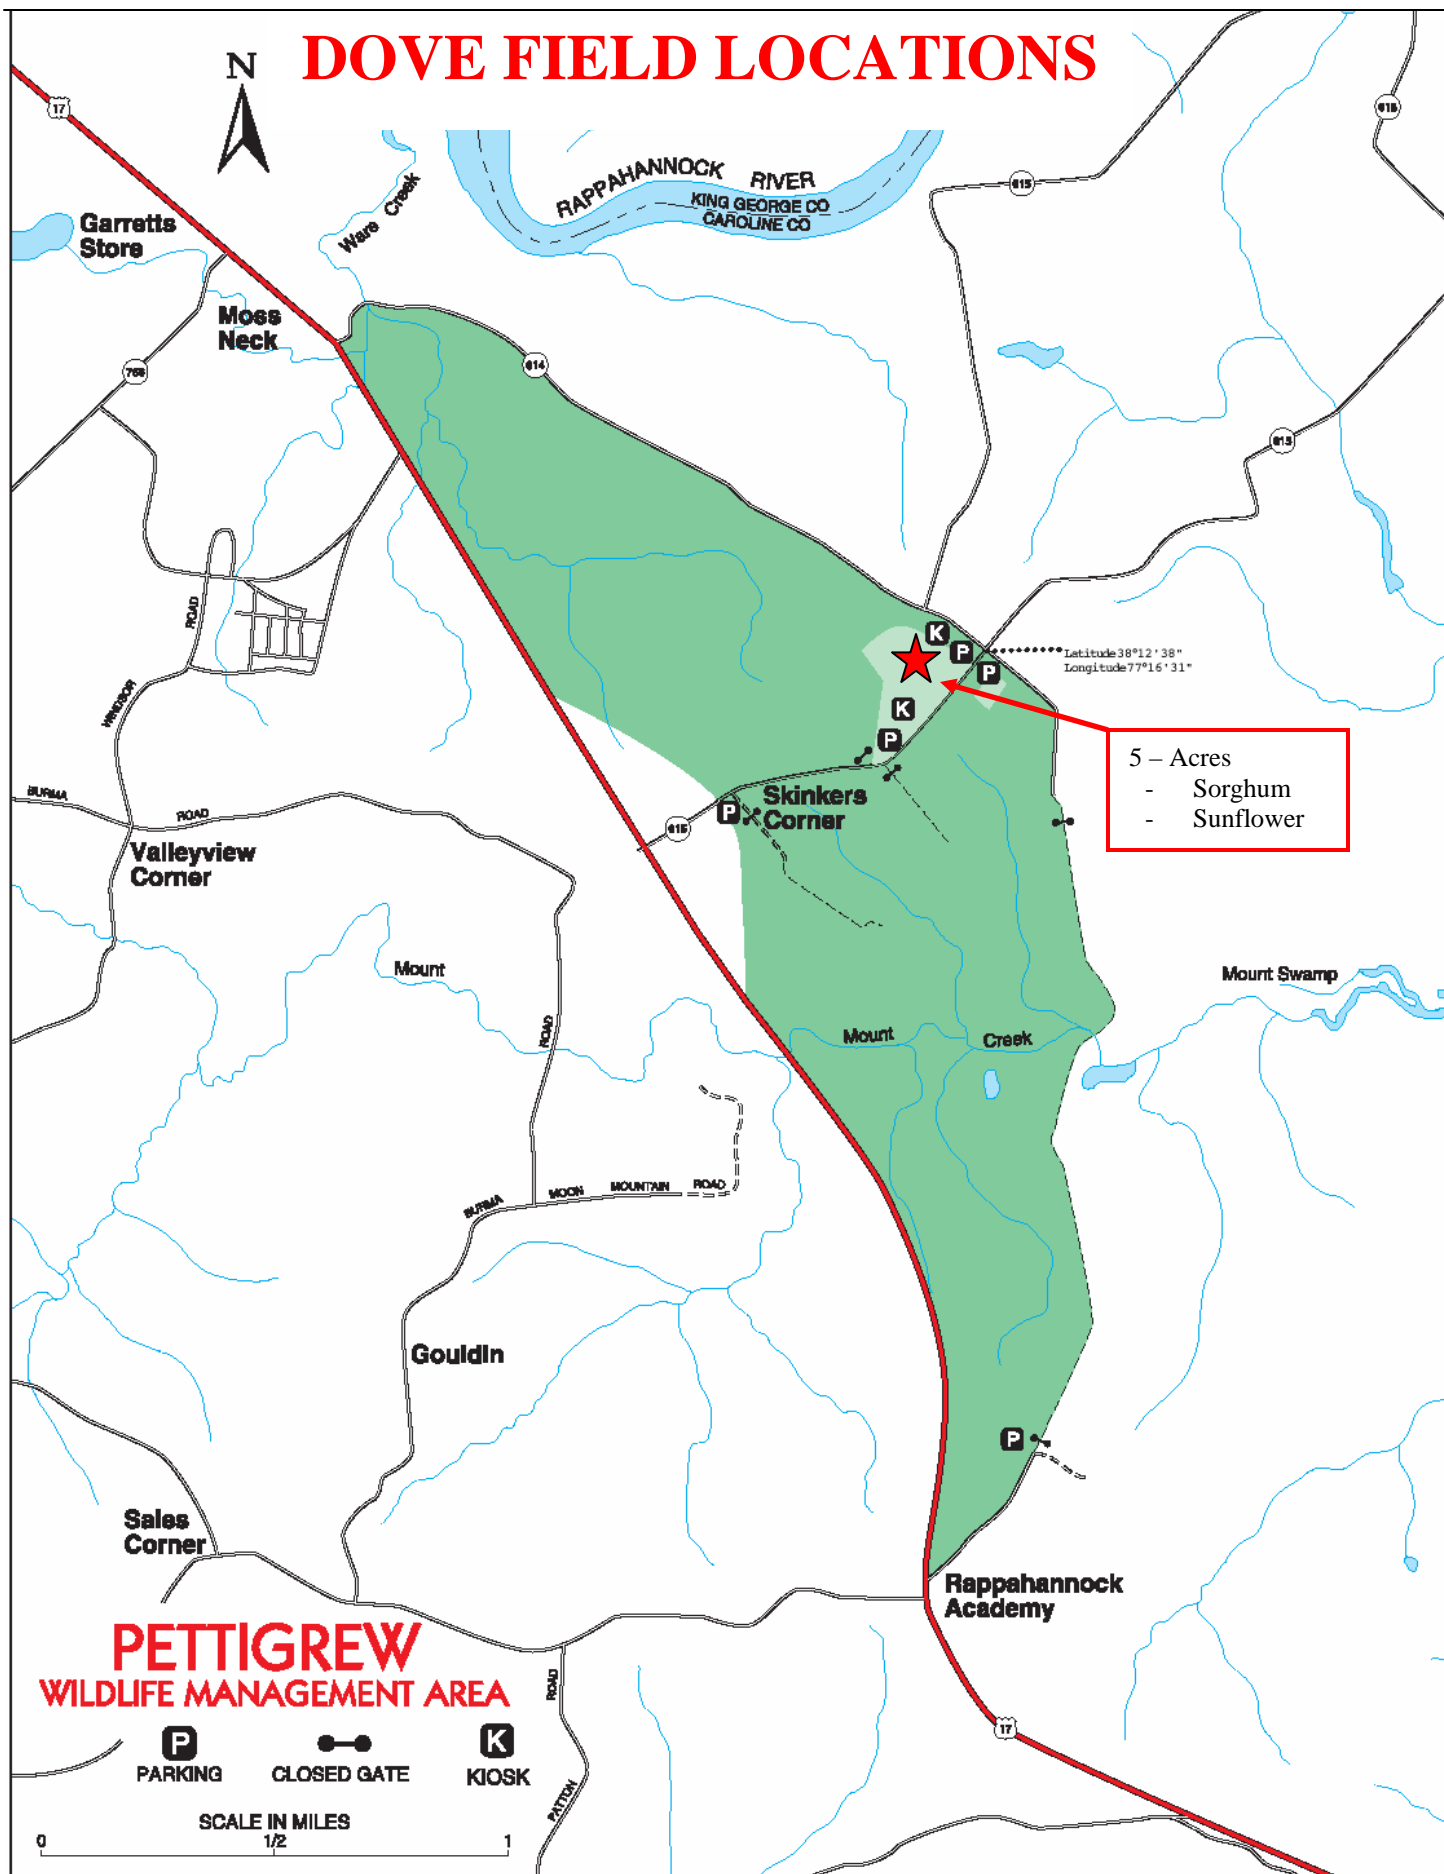 DOVE FIELD LOCATIONS
N
17
615
615
RAPPAHANNOCK RIVER
KING GEORGE CO
CAROLINE CO
Ware Creek
Garretts
Store
Moss
Neck
614
766
613
ROAD
K
P
P
Latitude38°12'38"
Longitude77°16'31"
WINDSOR
K
P
5 – Acres
- Sorghum
- Sunflower
BURMA
ROAD
P
Skinkers
Corner
615
Valleyview
Corner
Mount
Mount Swamp
ROAD
Mount
Creek
BURMA
MOON
MOUNTAIN
ROAD
Gouldin
P
Sales
Corner
Rappahannock
Academy
PETTIGREW
WILDLIFE MANAGEMENT AREA
ROAD
17
P
K
PARKING
CLOSED GATE
KIOSK
PATTON
SCALE IN MILES
0
1/2
1